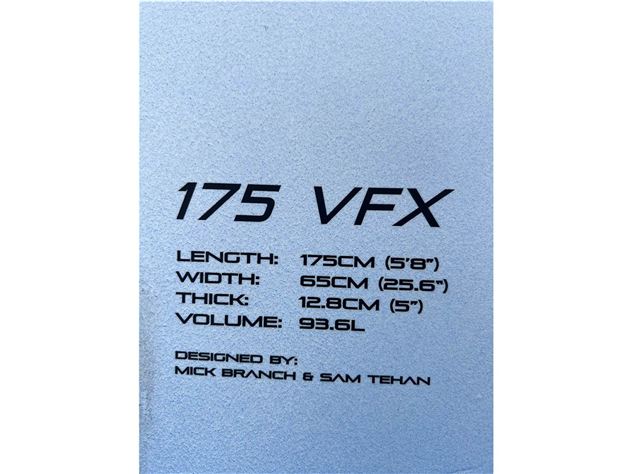 175 VFX
LENGTH: 175CM (5'8")
WIDTH: 65CM (25.6")
THICK: 12.8CM (5")
VOLUME: 93.6L
DESIGNED BY:
MICK BRANCH & SAM TEHAN